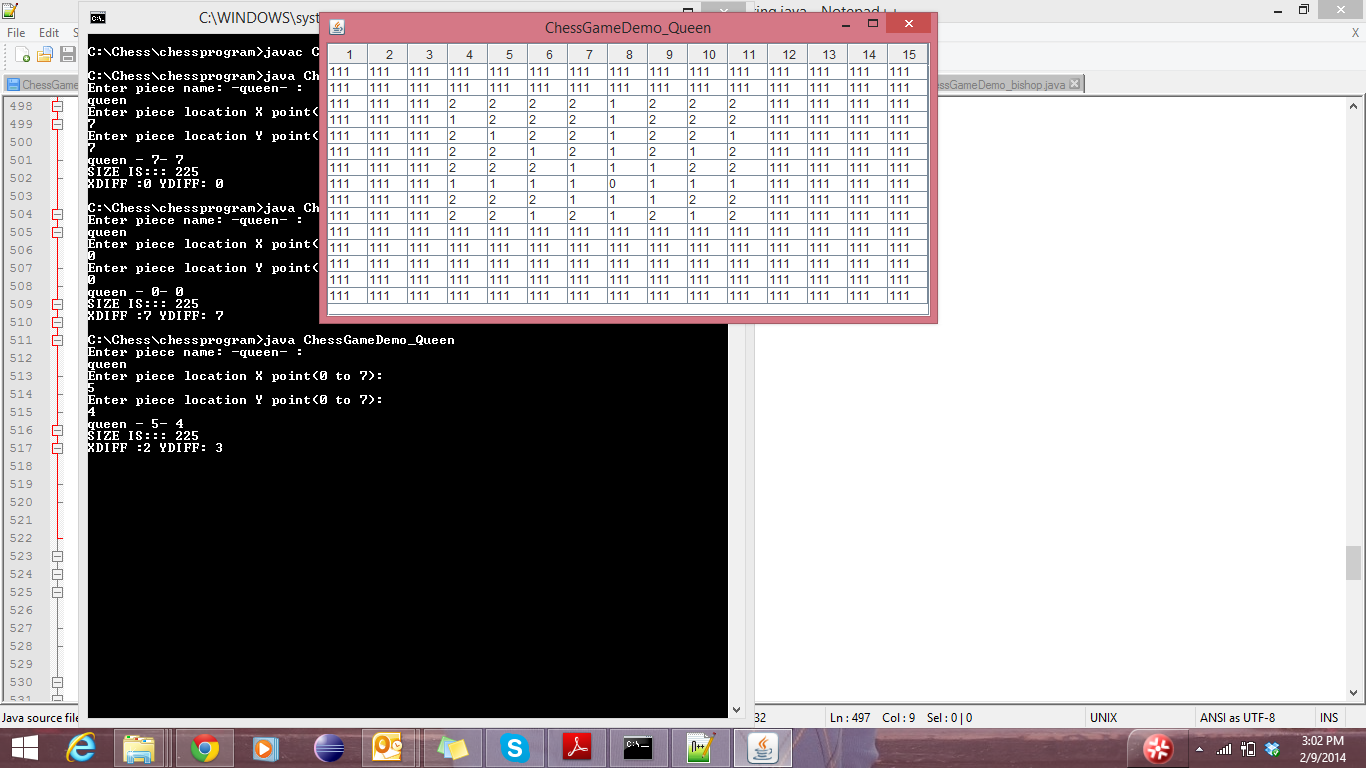 C:\WINDOWS\syst
ChessGameDemo_Queen
ing.java - Notepad ++
File Edit S
X
ChessGam
essGameDemo_bishop.java
498
499
500
501
502
503
504
505
506
507
508
509
510
511
512
513
514
515
516
517
518
519
520
521
522
523
524
525
526
527
528
529
530
531
C:\Chess\chessprogram>javac C
C:\Chess\chessprogram>java Ch
Enter piece name: -queen- :
queen
Enter piece location X point(
7
Enter piece location Y point(
7
queen - 7- 7
SIZE IS::: 225
XDIFF :0 YDIFF: 0
C:\Chess\chessprogram>java Ch
Enter piece name: -queen- :
queen
Enter piece location X point(
0
Enter piece location Y point(
0
queen - 0- 0
SIZE IS::: 225
XDIFF :7 YDIFF: 7
C:\Chess\chessprogram>java ChessGameDemo_Queen
Enter piece name: -queen- :
queen
Enter piece location X point(0 to 7):
5
Enter piece location Y point(0 to 7):
4
queen - 5- 4
SIZE IS::: 225
XDIFF :2 YDIFF: 3
1 2 3 4 5 6 7 8 9 10 11 12 13 14 15
111 111 111 111 111 111 111 111 111 111 111 111 111 111 111
111 111 111 111 111 111 111 111 111 111 111 111 111 111 111
111 111 111 2 2 2 2 1 2 2 2 111 111 111 111
111 111 111 1 2 2 2 1 2 2 2 111 111 111 111
111 111 111 2 1 2 2 1 2 2 1 111 111 111 111
111 111 111 2 2 1 2 1 2 1 2 111 111 111 111
111 111 111 2 2 2 1 1 1 2 2 111 111 111 111
111 111 111 1 1 1 1 0 1 1 1 111 111 111 111
111 111 111 2 2 2 1 1 1 2 2 111 111 111 111
111 111 111 2 2 1 2 1 2 1 2 111 111 111 111
111 111 111 111 111 111 111 111 111 111 111 111 111 111 111
111 111 111 111 111 111 111 111 111 111 111 111 111 111 111
111 111 111 111 111 111 111 111 111 111 111 111 111 111 111
111 111 111 111 111 111 111 111 111 111 111 111 111 111 111
111 111 111 111 111 111 111 111 111 111 111 111 111 111 111
Java source file
32
Ln : 497 Col : 9 Sel : 0 | 0
UNIX
ANSI as UTF-8
INS
3:02 PM
2/9/2014